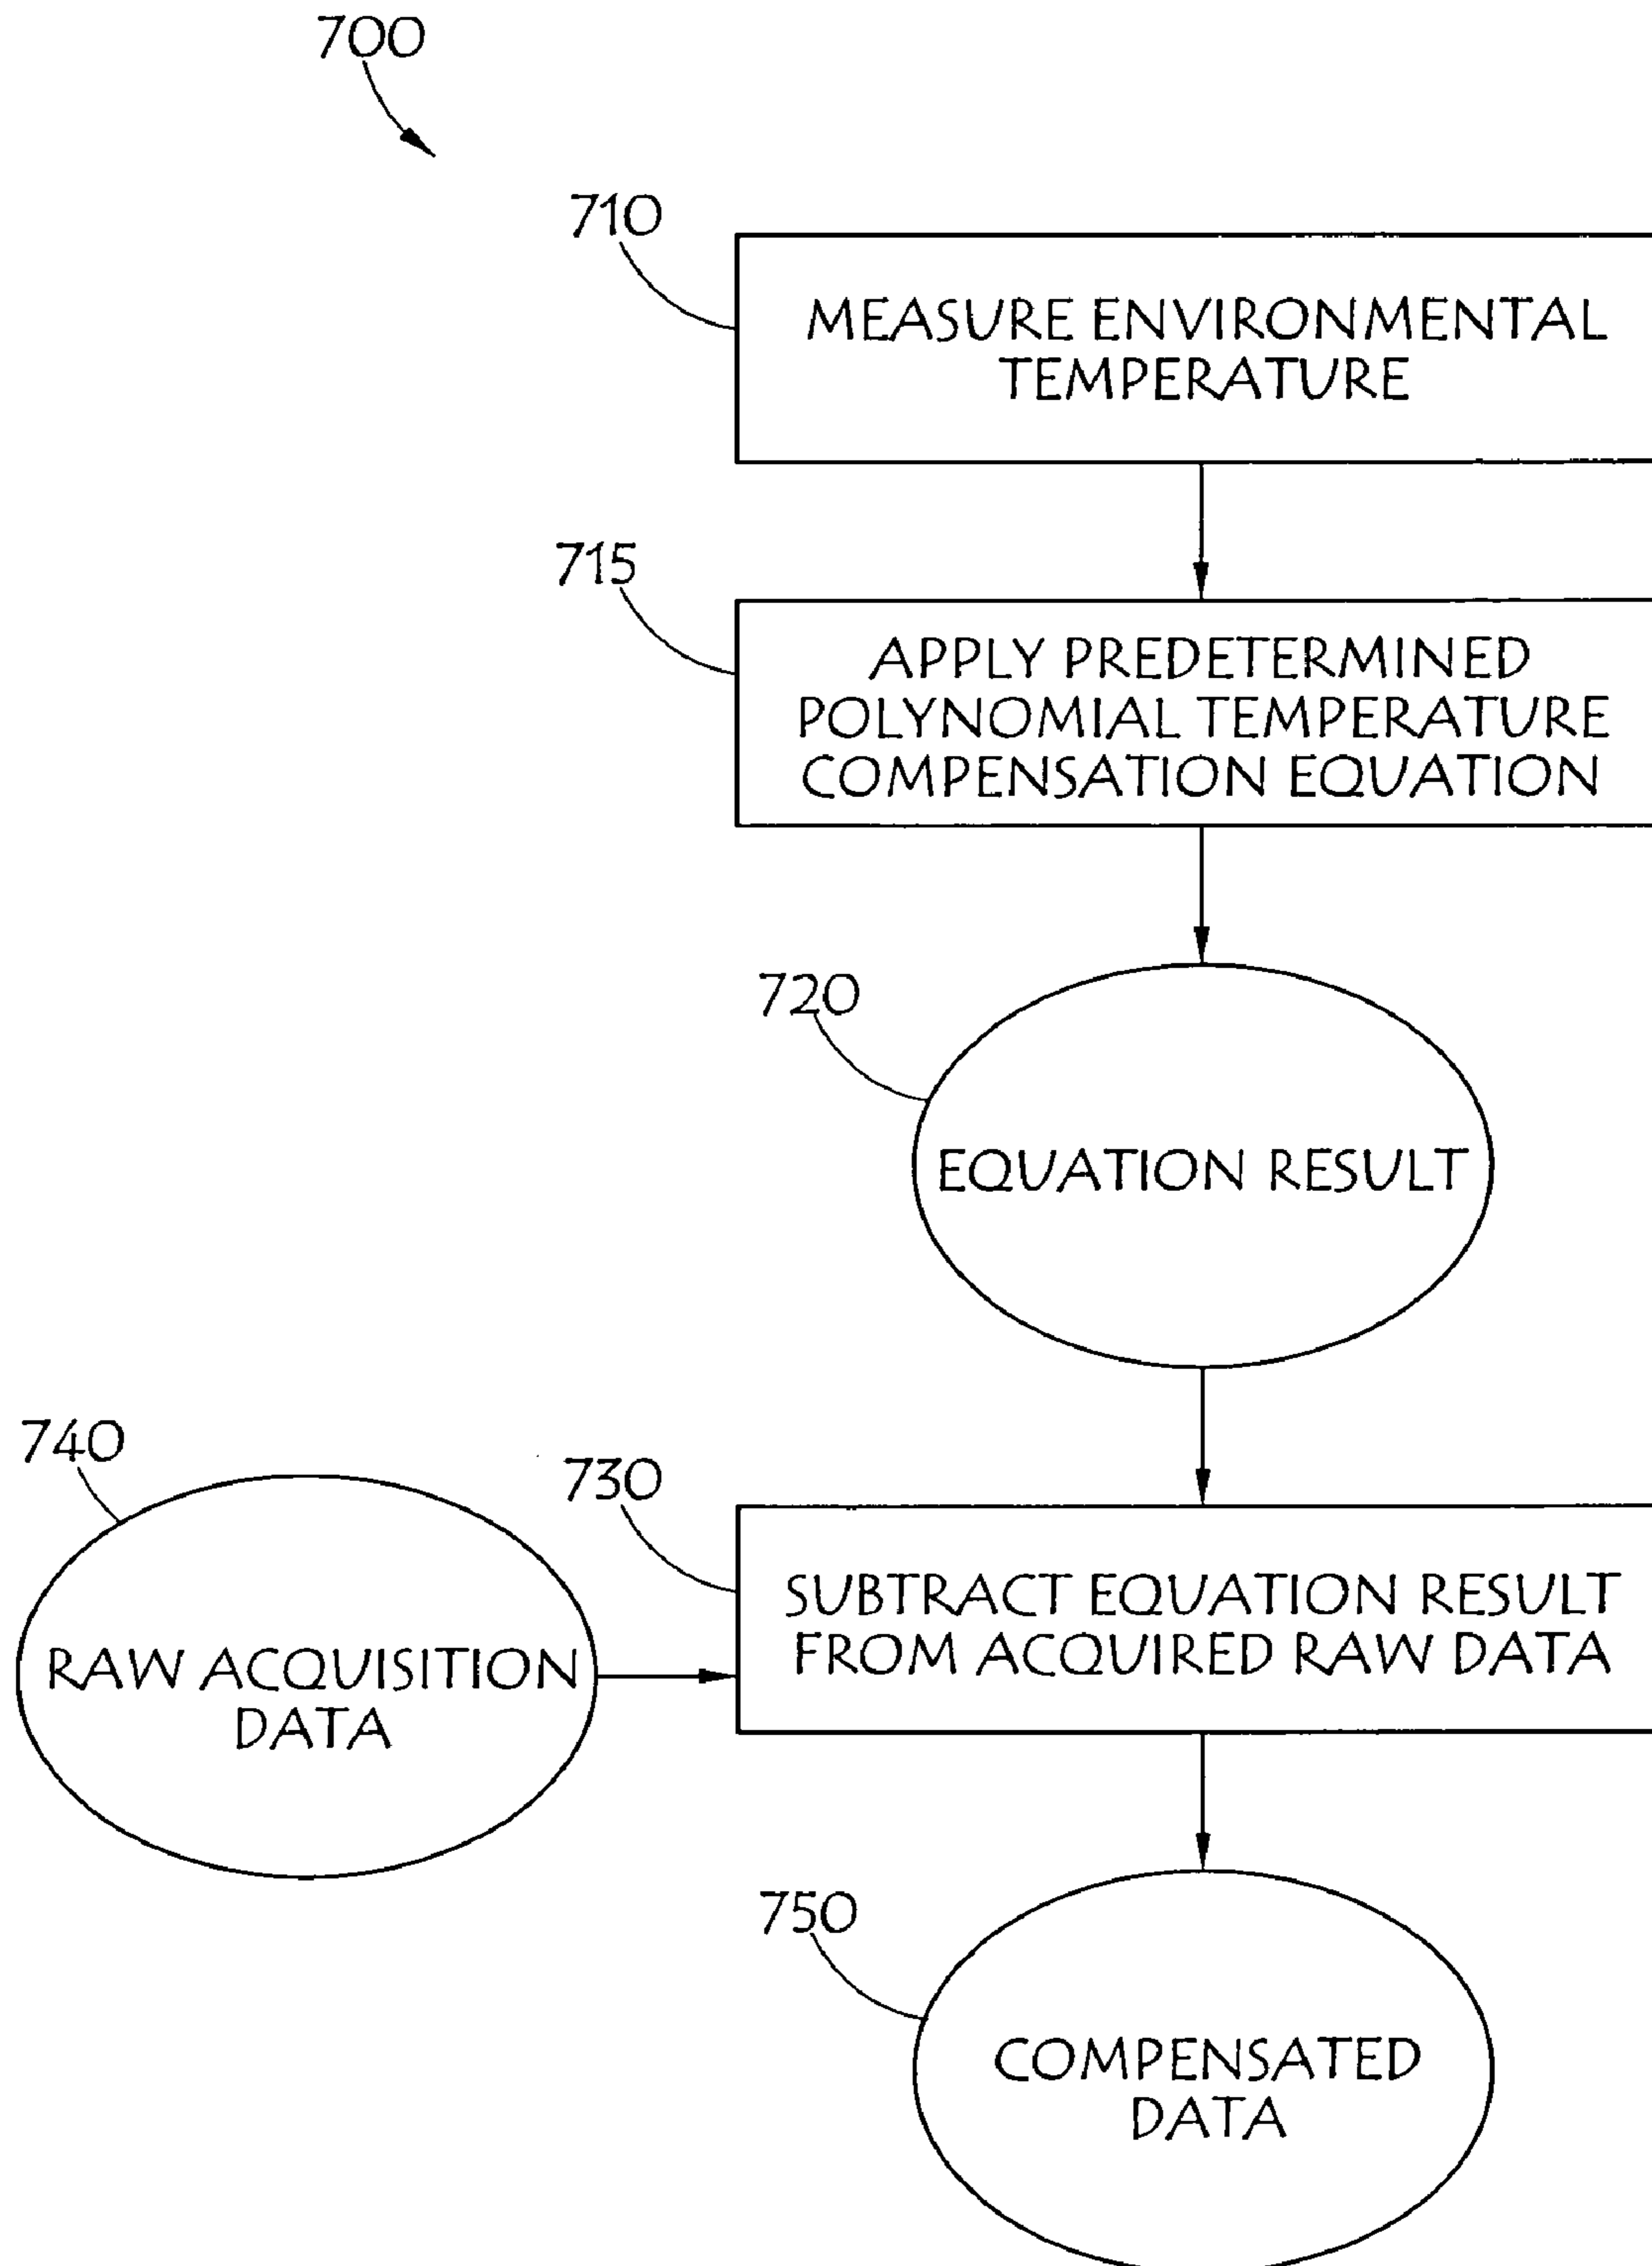 700
710
MEASURE ENVIRONMENTAL
TEMPERATURE
715
APPLY PREDETERMINED
POLYNOMIAL TEMPERATURE
COMPENSATION EQUATION
720
EQUATION RESULT
740
730
SUBTRACT EQUATION RESULT
FROM ACQUIRED RAW DATA
RAW ACQUISITION
DATA
750
COMPENSATED
DATA